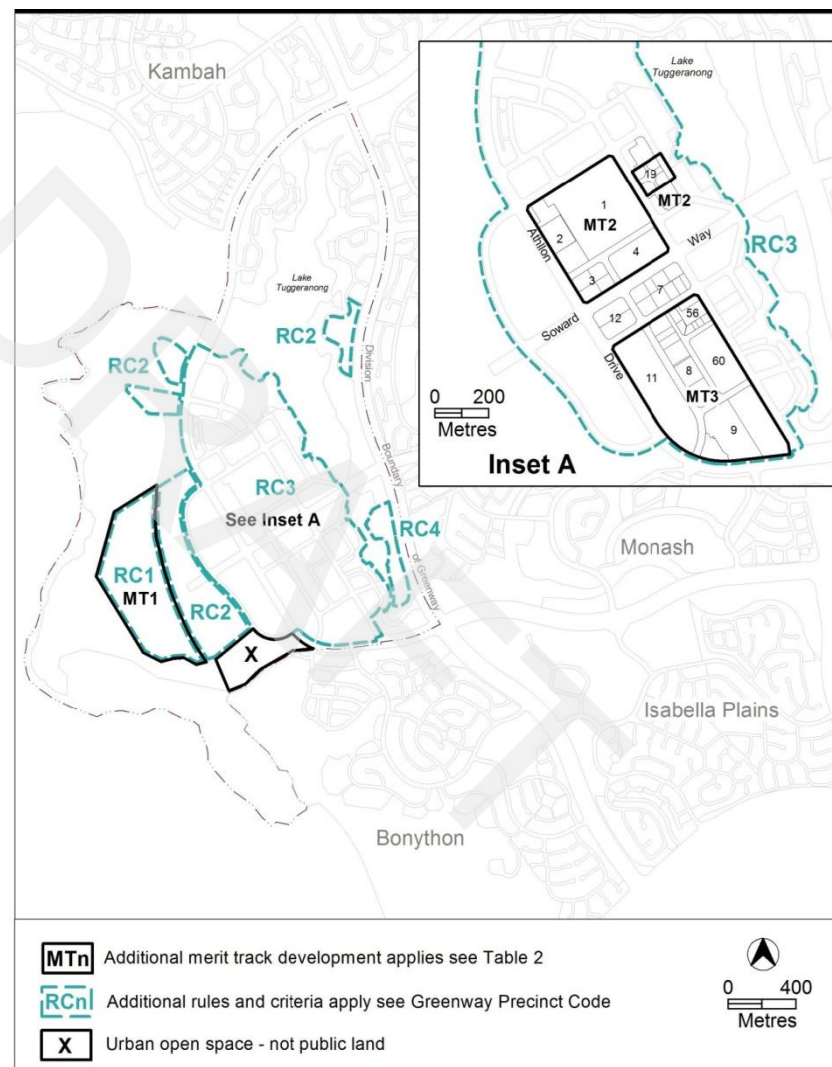 Kambah
Lake
Tuggeranong
RC2
RC2
Division
Boundary
of Greenway
RC3
See Inset A
RC4
RC1
MT1
RC2
X
Monash
Isabella Plains
Bonython
DRAFT
Lake
Tuggeranong
19
MT2
1
MT2
2
Athllon
4
3
Way
RC3
7
12
Soward
56
Drive
11
60
8
MT3
9
0 200
Metres
Inset A
MTn Additional merit track development applies see Table 2
RCn Additional rules and criteria apply see Greenway Precinct Code
X Urban open space - not public land
0 400
Metres